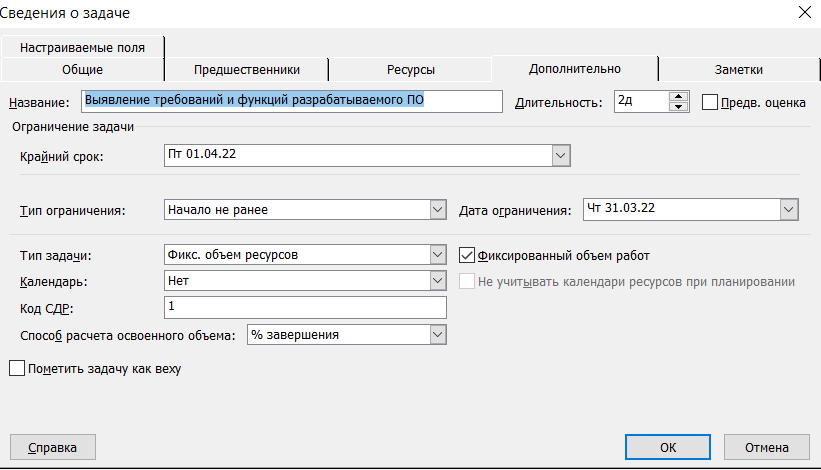 Сведения о задаче
Настраиваемые поля
Общие Предшественники Ресурсы Дополнительно Заметки
Название: Выявление требований и функций разрабатываемого ПО Длительность: 2д Предв. оценка
Ограничение задачи
Крайний срок: Пт 01.04.22
Тип ограничения: Начало не ранее Дата ограничения: Чт 31.03.22
Тип задачи: Фикс. объем ресурсов Фиксированный объем работ
Календарь: Нет Не учитывать календари ресурсов при планировании
Код СДР: 1
Способ расчета освоенного объема: % завершения
Пометить задачу как веху
Справка ОК Отмена